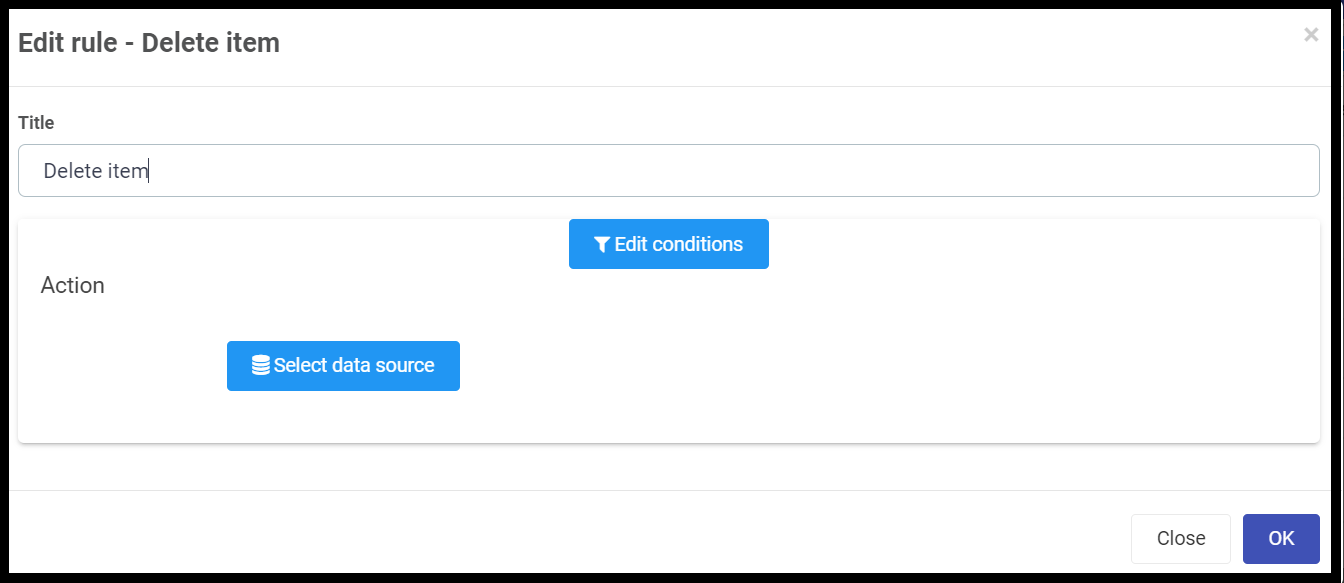 Edit rule - Delete item
×
Title
Delete item
Edit conditions
Action
Select data source
Close
OK